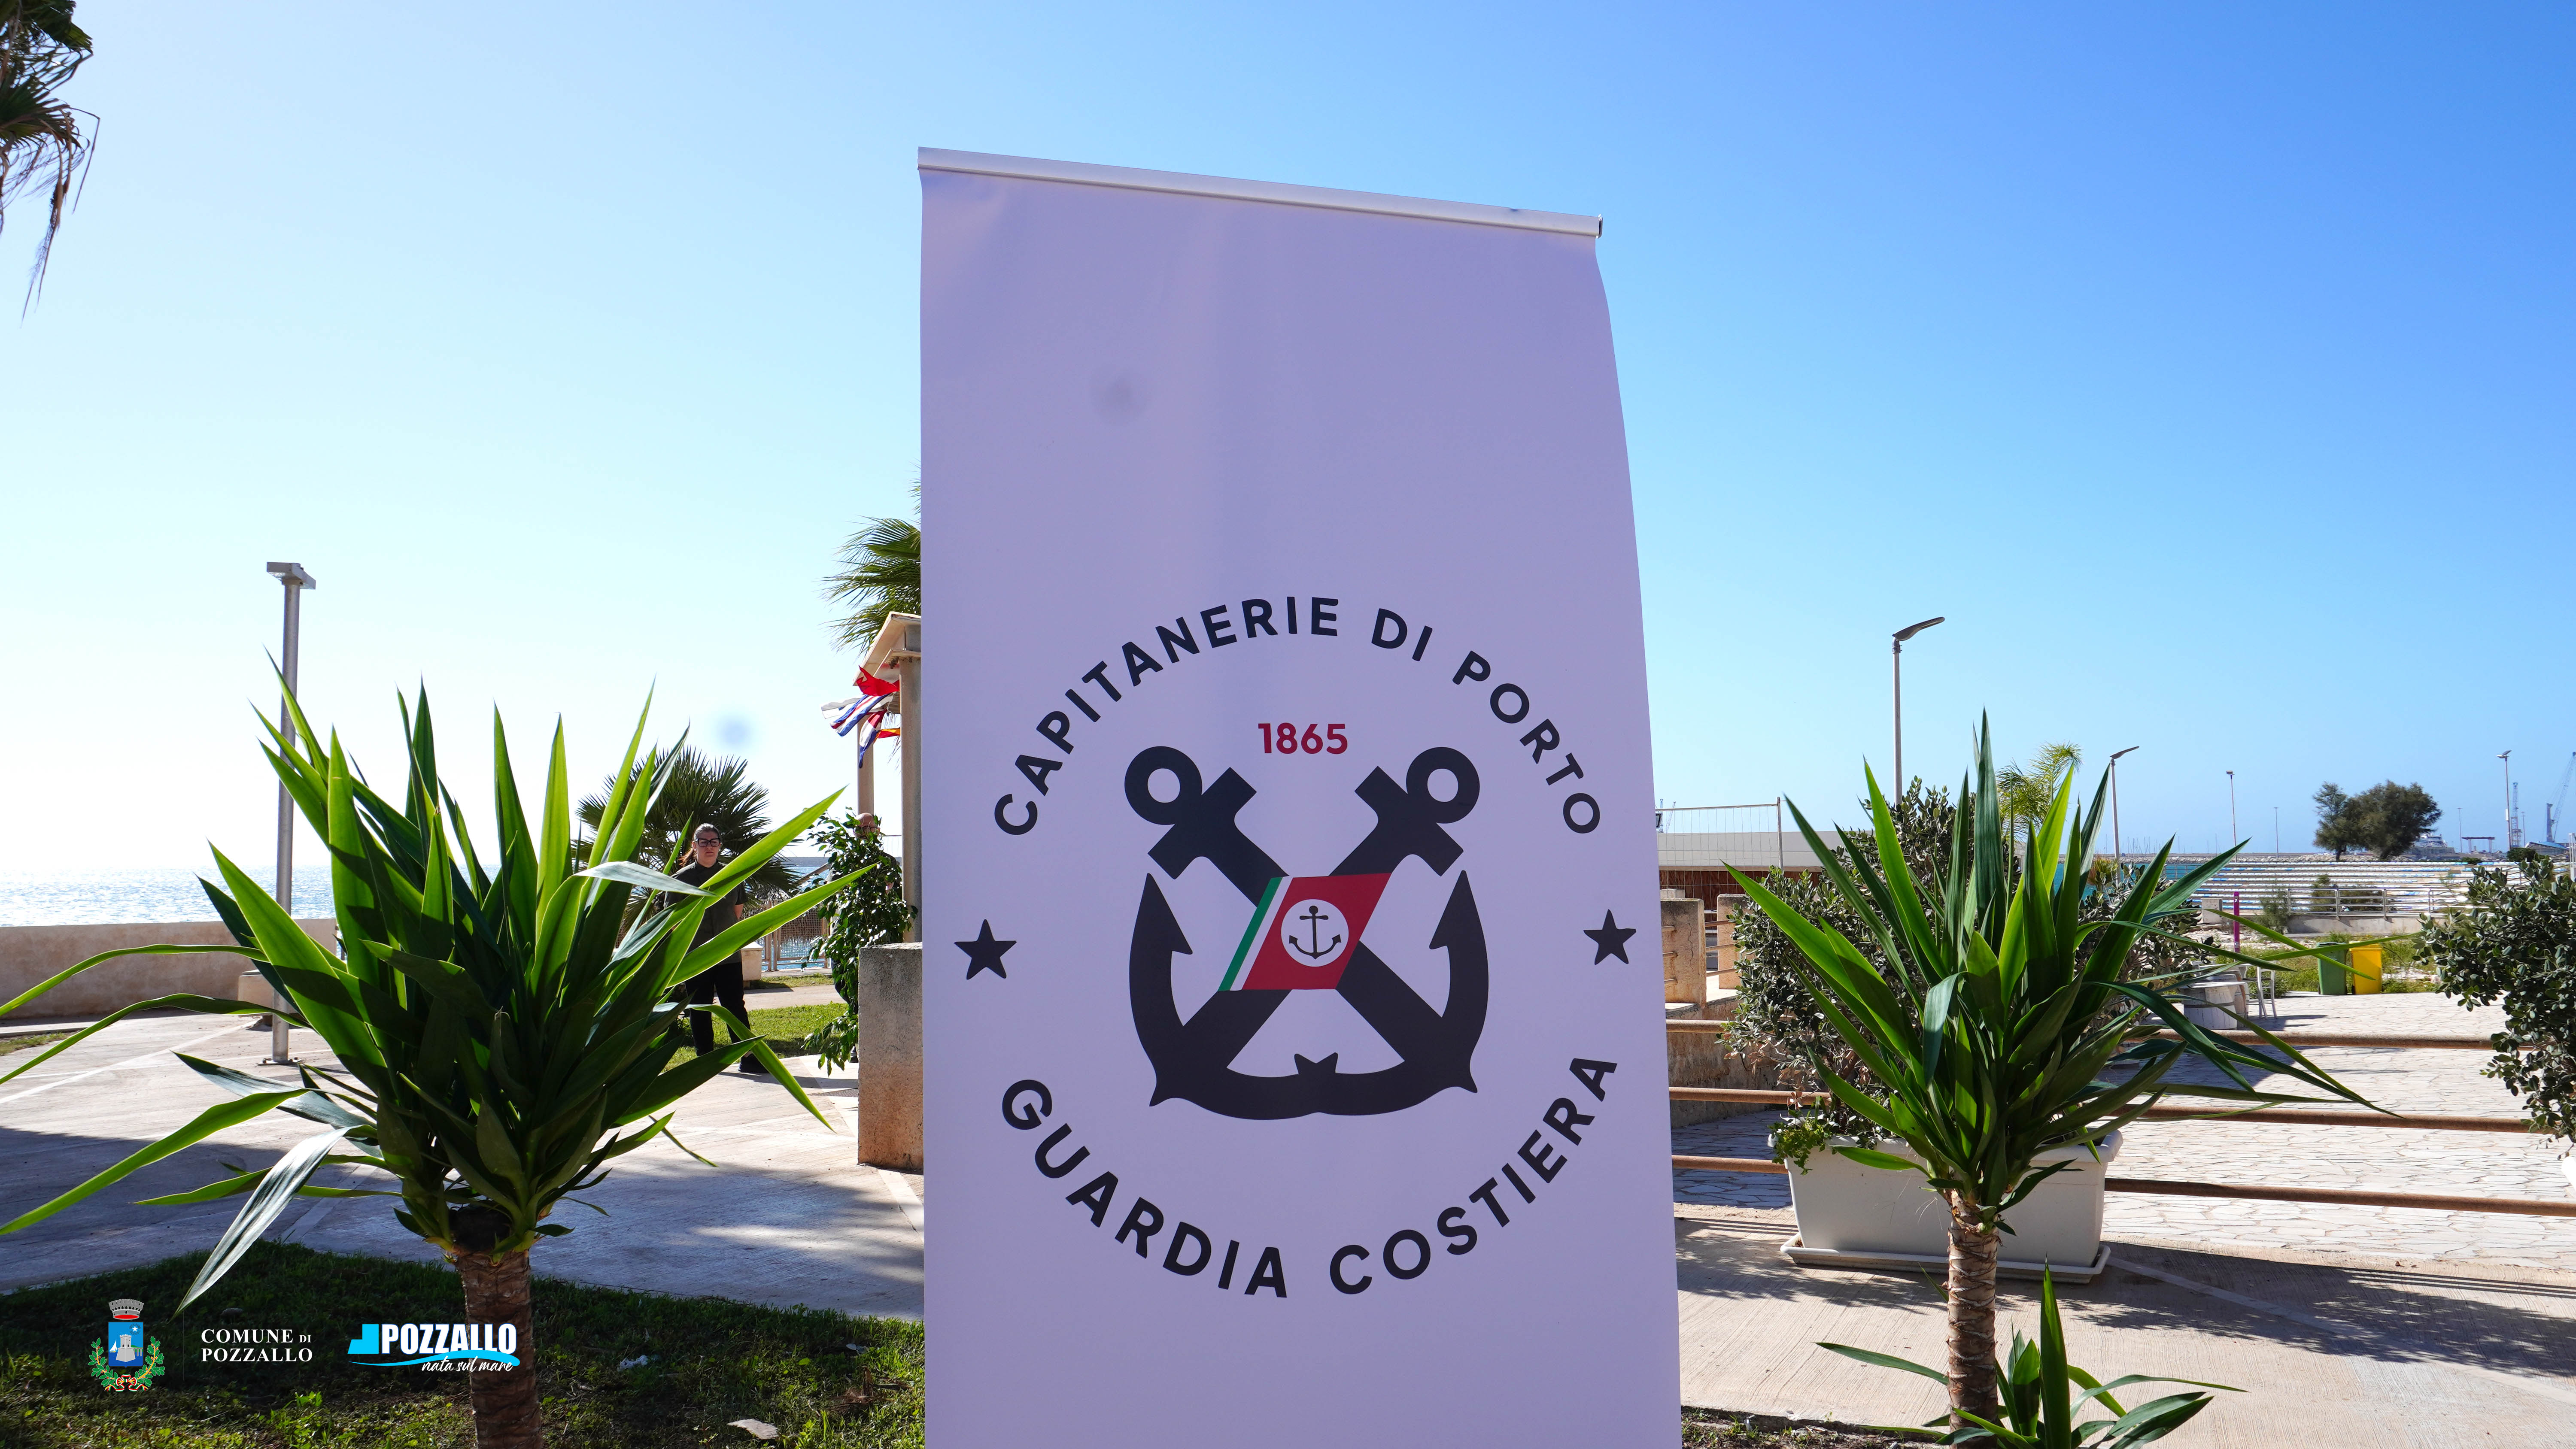 CAPITANERIE DI PORTO
1865
GUARDIA COSTIERA
COMUNE DI
POZZALLO
POZZALLO
nata sul mare